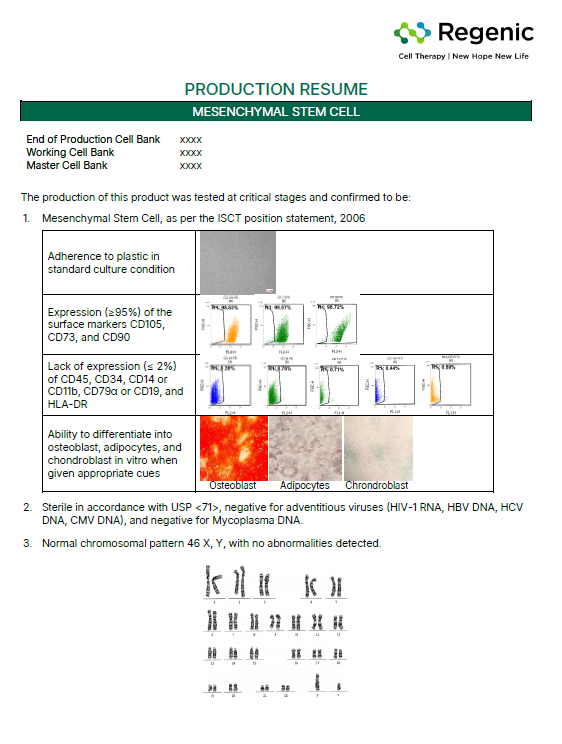 Regenic
Cell Therapy | New Hope New Life
PRODUCTION RESUME
MESENCHYMAL STEM CELL
End of Production Cell Bank xxxx
Working Cell Bank xxxx
Master Cell Bank xxxx
The production of this product was tested at critical stages and confirmed to be:
1. Mesenchymal Stem Cell, as per the ISCT position statement, 2006
Adherence to plastic in
standard culture condition
Expression (≥95%) of the
surface markers CD105,
CD73, and CD90
Lack of expression (≤ 2%)
of CD45, CD34, CD14 or
CD11b, CD79α or CD19, and
HLA-DR
Ability to differentiate into
osteoblast, adipocytes, and
chondroblast in vitro when
given appropriate cues
Osteoblast Adipocytes Chondroblast
2. Sterile in accordance with USP <71>, negative for adventitious viruses (HIV-1 RNA, HBV DNA, HCV
DNA, CMV DNA), and negative for Mycoplasma DNA.
3. Normal chromosomal pattern 46 X, Y, with no abnormalities detected.